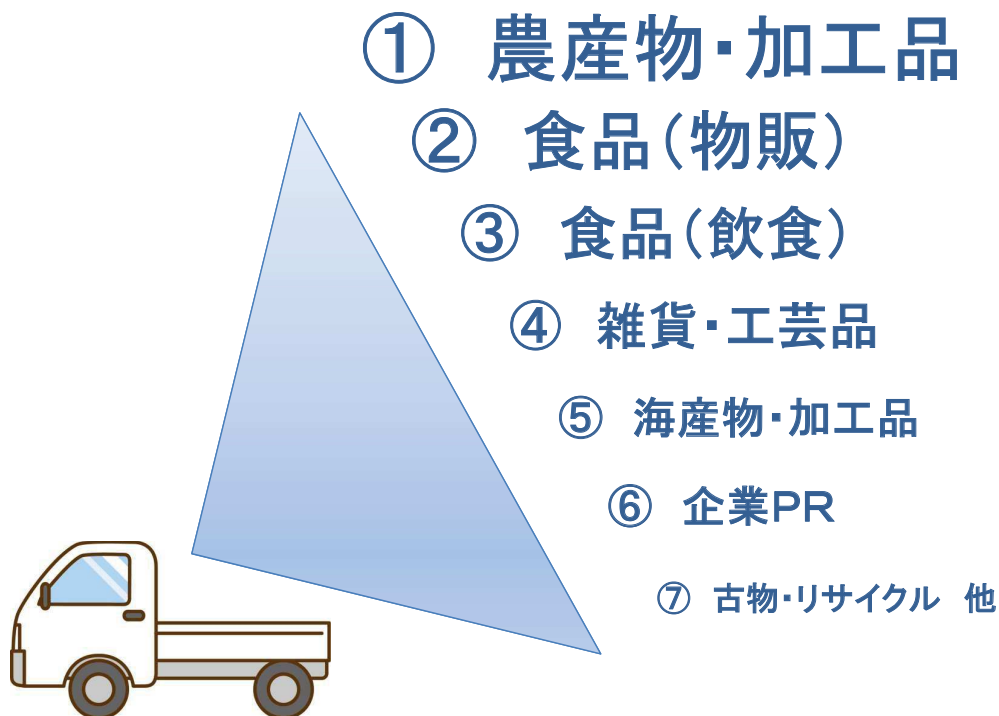 ① 農産物・加工品
② 食品（物販）
③ 食品（飲食）
④ 雑貨・工芸品
⑤ 海産物・加工品
⑥ 企業ＰＲ
⑦ 古物・リサイクル　他